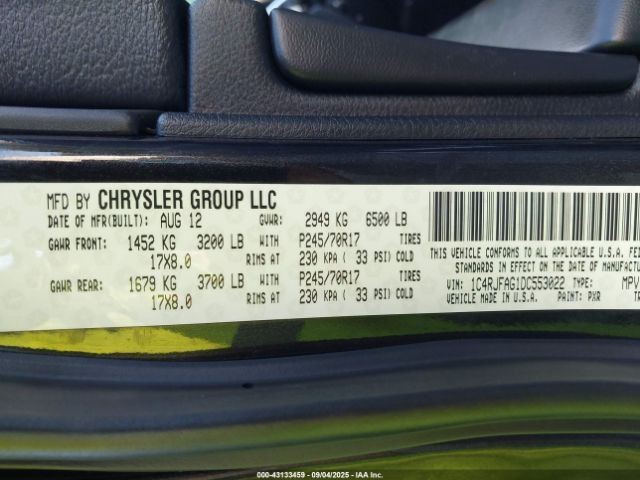 MFD BY CHRYSLER GROUP LLC
DATE OF MFR(BUILT): AUG 12 GVWR: 2949 KG 6500 LB
GAWR FRONT: 1452 KG 3200 LB WITH P245/70R17 TIRES
17X8.0 RIMS AT 230 KPA ( 33 PSI) COLD
GAWR REAR: 1679 KG 3700 LB WITH P245/70R17 TIRES
17X8.0 RIMS AT 230 KPA ( 33 PSI) COLD
THIS VEHICLE CONFORMS TO ALL APPLICABLE
STANDARDS IN EFFECT ON THE
VIN: 1C4RJFAG1DC553022 TYPE: MPV
VEHICLE MADE IN U.S.A. PAINT: PXR
000-43133459 - 09/04/2025 - IAA Inc.